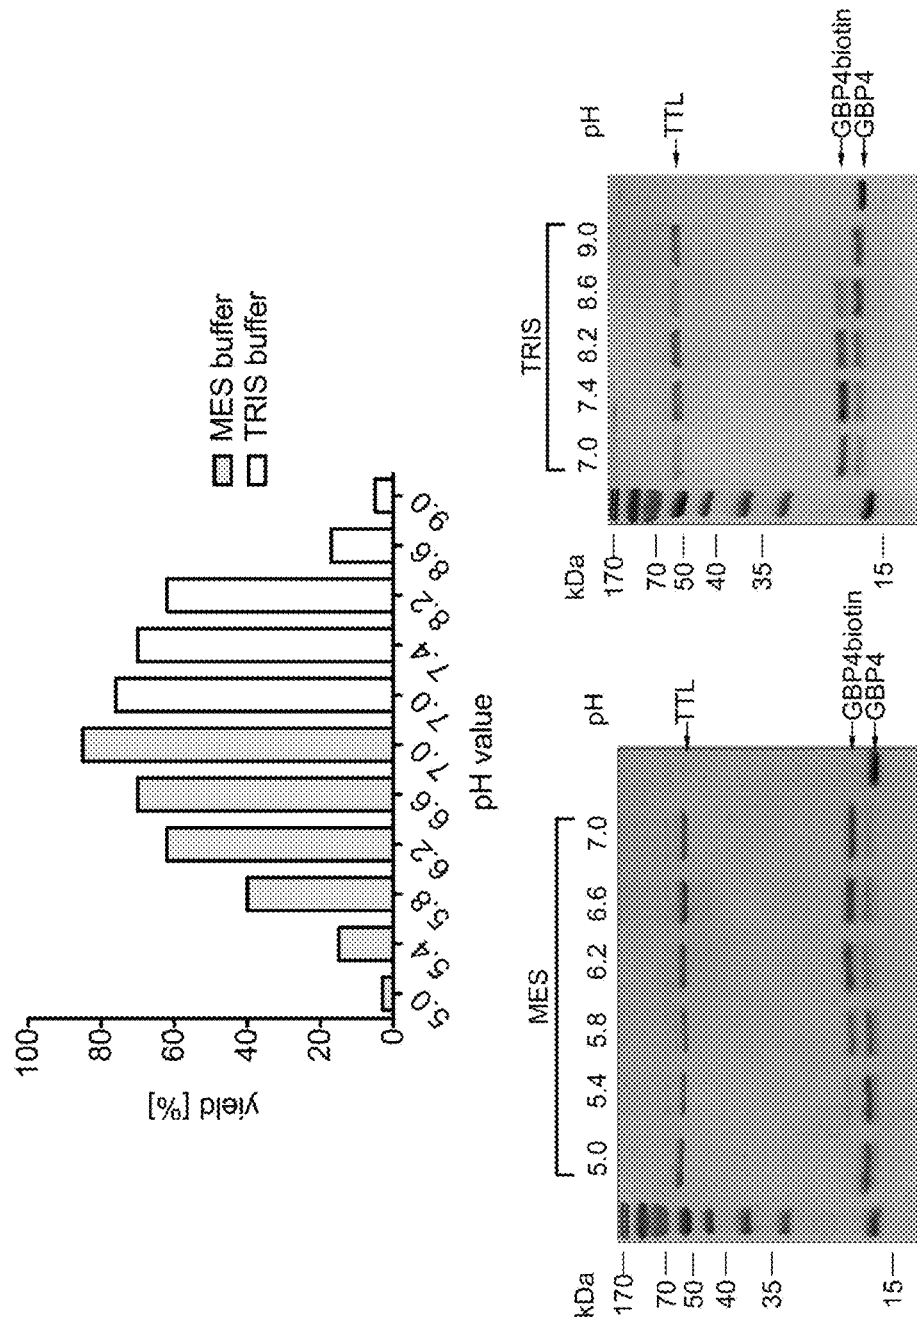 100
80
60
40
20
0
yield [%]
5.0 5.4 5.8 6.2 6.6 7.0 7.0 7.4 8.2 8.6 9.0
pH value
MES buffer
TRIS buffer
MES
kDa 5.0 5.4 5.8 6.2 6.6 7.0 pH
170
70
50
40
35
15
TTL
GBP4biotin
GBP4
TRIS
kDa 7.0 7.4 8.2 8.6 9.0 pH
170
70
50
40
35
15
TTL
GBP4biotin
GBP4